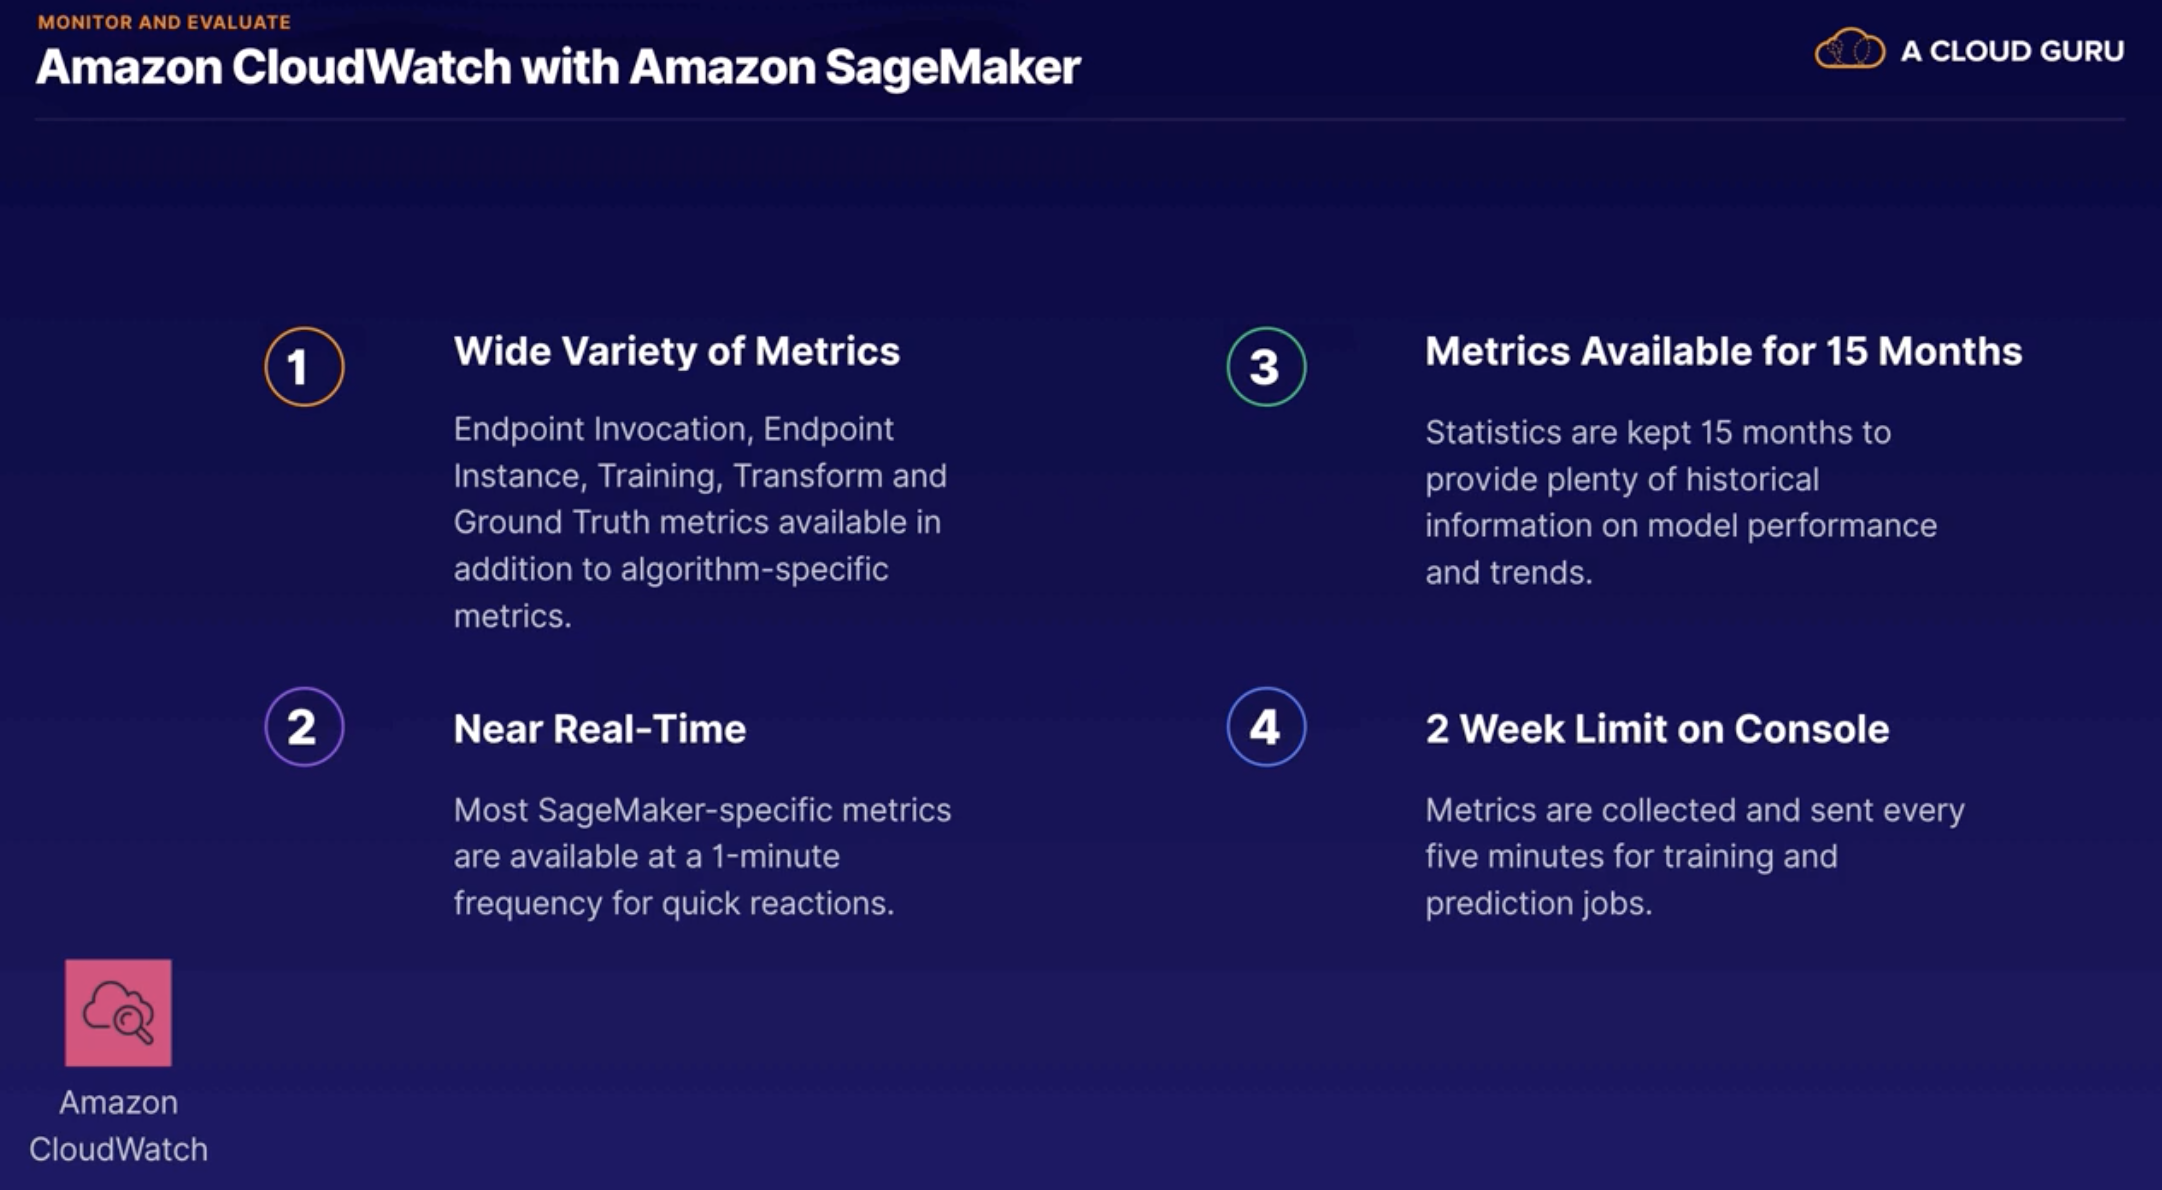 MONITOR AND EVALUATE
Amazon CloudWatch with Amazon SageMaker
A CLOUD GURU
1
Wide Variety of Metrics
Endpoint Invocation, Endpoint
Instance, Training, Transform and
Ground Truth metrics available in
addition to algorithm-specific
metrics.
2
Near Real-Time
Most SageMaker-specific metrics
are available at a 1-minute
frequency for quick reactions.
3
Metrics Available for 15 Months
Statistics are kept 15 months to
provide plenty of historical
information on model performance
and trends.
4
2 Week Limit on Console
Metrics are collected and sent every
five minutes for training and
prediction jobs.
Amazon
CloudWatch